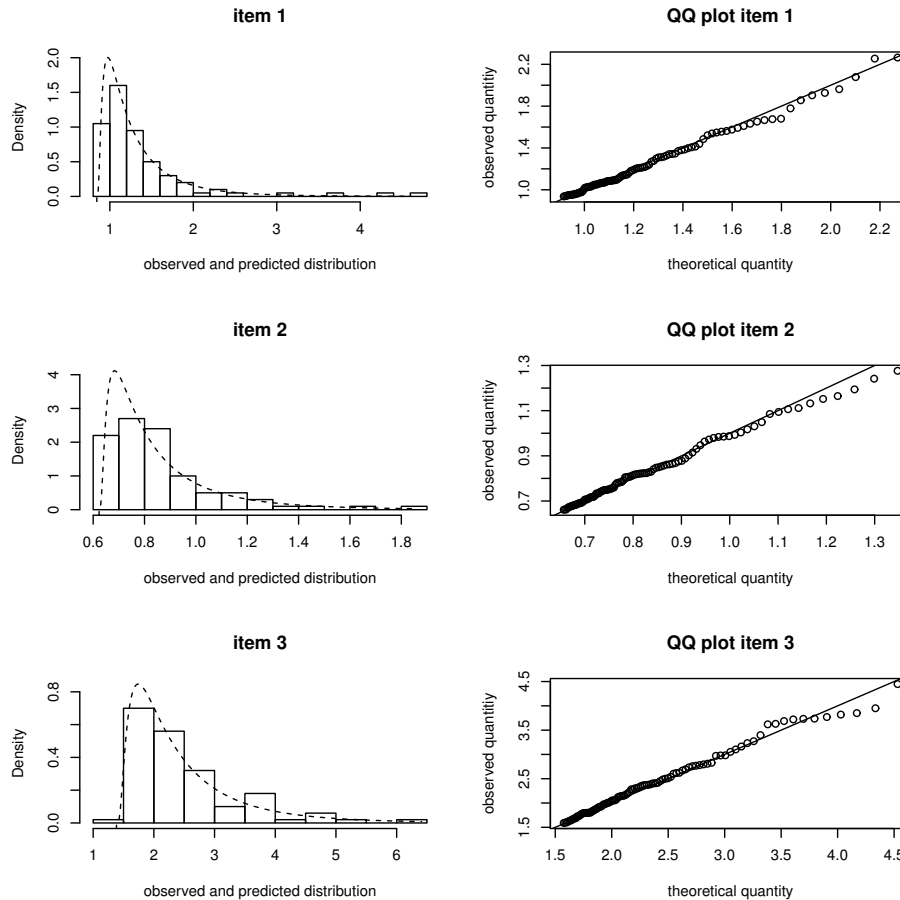 item 1
Density
0.0 0.5 1.0 1.5 2.0
1 2 3 4
observed and predicted distribution
QQ plot item 1
observed quantitiy
1.0 1.4 1.8 2.2
1.0 1.2 1.4 1.6 1.8 2.0 2.2
theoretical quantity
item 2
Density
0 1 2 3 4
0.6 0.8 1.0 1.2 1.4 1.6 1.8
observed and predicted distribution
QQ plot item 2
observed quantitiy
0.7 0.9 1.1 1.3
0.7 0.8 0.9 1.0 1.1 1.2 1.3
theoretical quantity
item 3
Density
0.0 0.4 0.8
1 2 3 4 5 6
observed and predicted distribution
QQ plot item 3
observed quantitiy
1.5 2.5 3.5 4.5
1.5 2.0 2.5 3.0 3.5 4.0 4.5
theoretical quantity